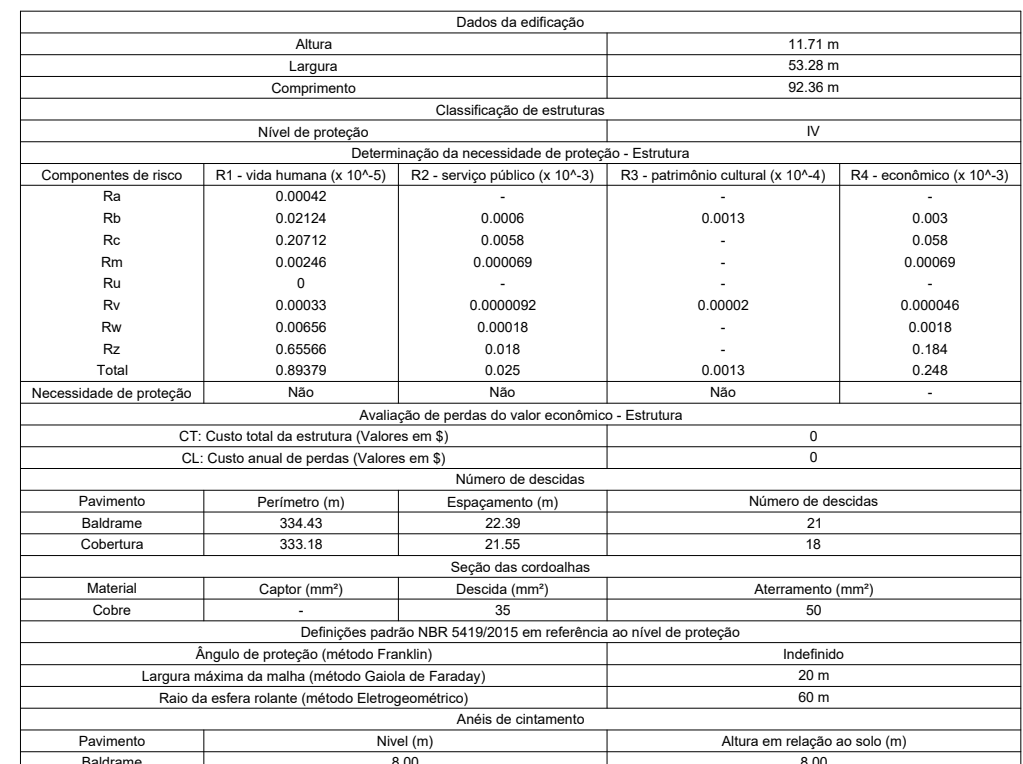 Dados da edificação
Altura 11.71 m
Largura 53.28 m
Comprimento 92.36 m
Classificação de estruturas
Nível de proteção IV
Determinação da necessidade de proteção - Estrutura
Componentes de risco R1 - vida humana (x 10^-5) R2 - serviço público (x 10^-3) R3 - patrimônio cultural (x 10^-4) R4 - econômico (x 10^-3)
Ra 0.00042 - - -
Rb 0.02124 0.0006 0.0013 0.003
Rc 0.20712 0.0058 - 0.058
Rm 0.00246 0.000069 - 0.00069
Ru 0 - - -
Rv 0.00033 0.0000092 0.00002 0.000046
Rw 0.00656 0.00018 - 0.0018
Rz 0.65566 0.018 - 0.184
Total 0.89379 0.025 0.0013 0.248
Necessidade de proteção Não Não Não -
Avaliação de perdas do valor econômico - Estrutura
CT: Custo total da estrutura (Valores em $) 0
CL: Custo anual de perdas (Valores em $) 0
Número de descidas
Pavimento Perímetro (m) Espaçamento (m) Número de descidas
Baldrame 334.43 22.39 21
Cobertura 333.18 21.55 18
Seção das cordoalhas
Material Captor (mm²) Descida (mm²) Aterramento (mm²)
Cobre - 35 50
Definições padrão NBR 5419/2015 em referência ao nível de proteção
Ângulo de proteção (método Franklin) Indefinido
Largura máxima da malha (método Gaiola de Faraday) 20 m
Raio da esfera rolante (método Eletrogeométrico) 60 m
Anéis de cintamento
Pavimento Nível (m) Altura em relação ao solo (m)
Baldrame 8.00 8.00